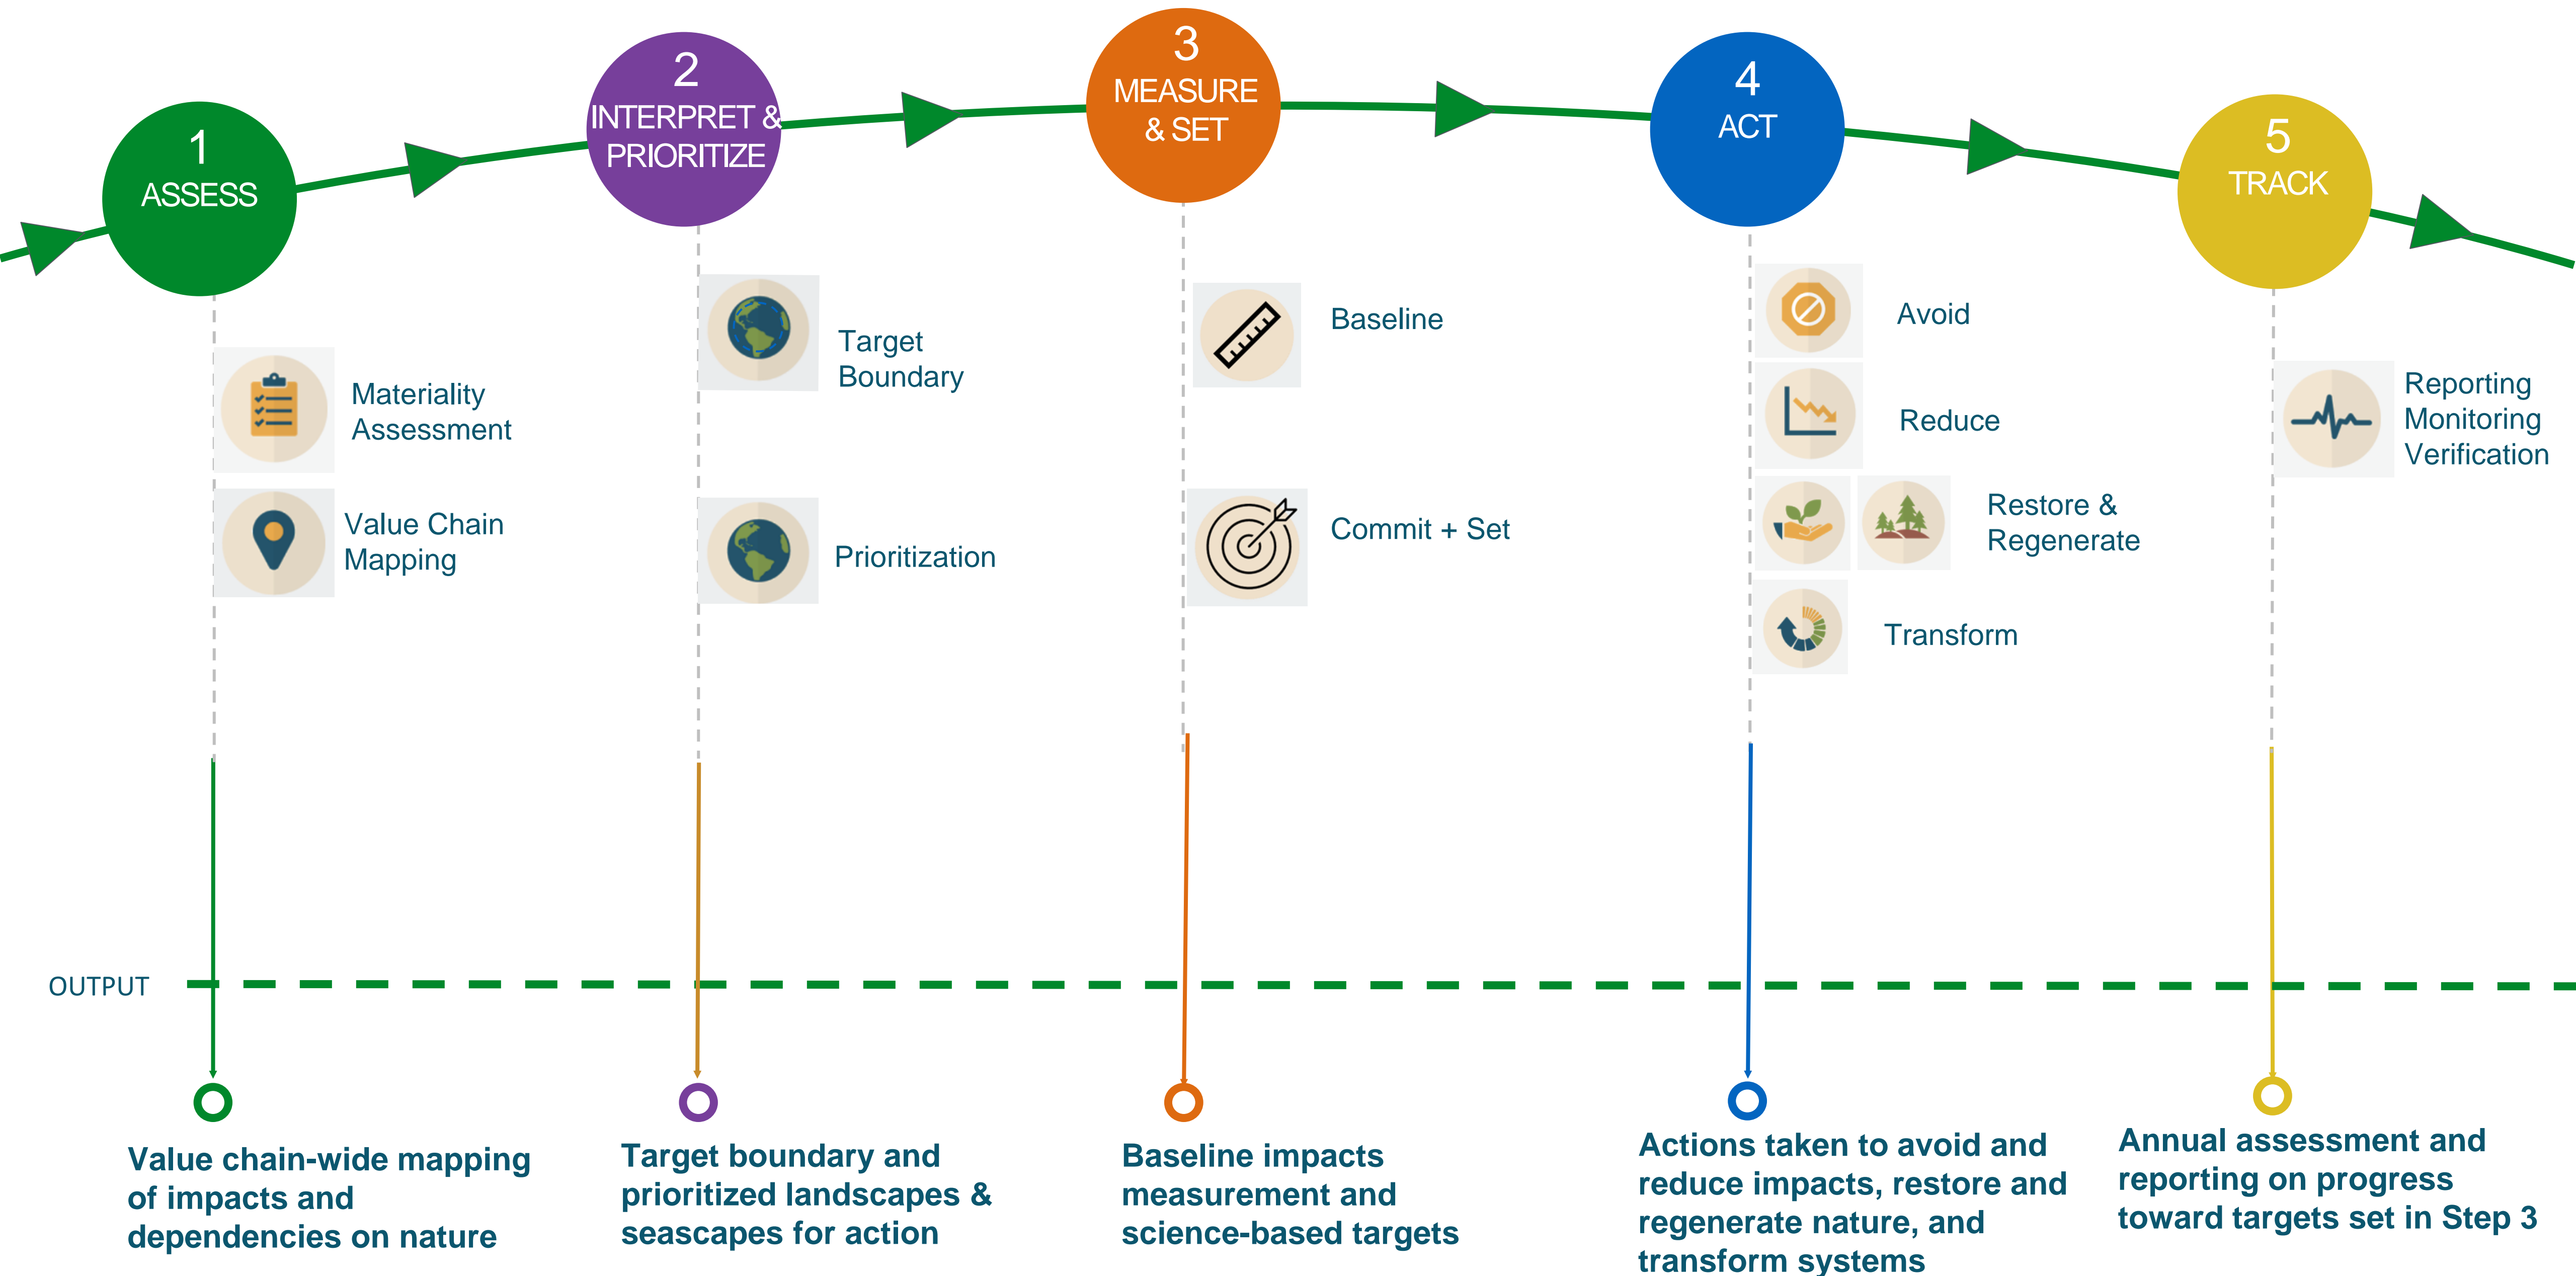 1
ASSESS
2
INTERPRET &
PRIORITIZE
3
MEASURE
& SET
4
ACT
5
TRACK
Materiality
Assessment
Value Chain
Mapping
Target
Boundary
Prioritization
Baseline
Commit + Set
Avoid
Reduce
Restore &
Regenerate
Transform
Reporting
Monitoring
Verification
OUTPUT
Value chain-wide mapping
of impacts and
dependencies on nature
Target boundary and
prioritized landscapes &
seascapes for action
Baseline impacts
measurement and
science-based targets
Actions taken to avoid and
reduce impacts, restore and
regenerate nature, and
transform systems
Annual assessment and
reporting on progress
toward targets set in Step 3